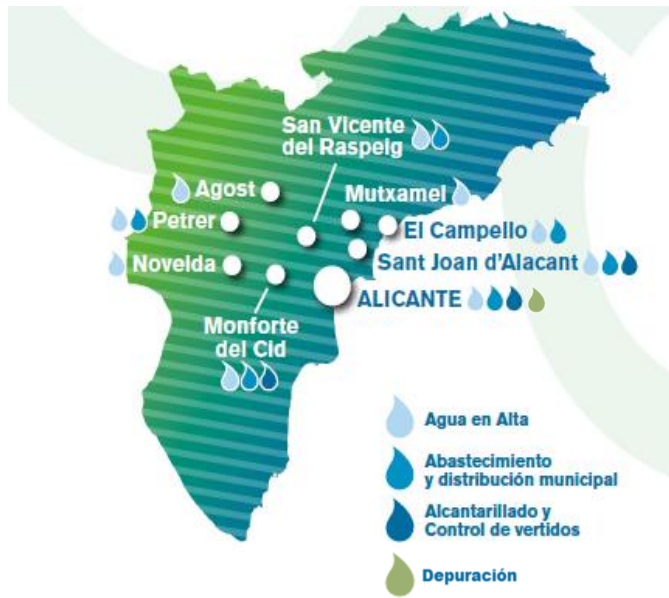 San Vicente
del Raspeig
Agost
Mutxamel
Petrer
El Campello
Novelda
Sant Joan d'Alacant
ALICANTE
Monforte
del Cid
Agua en Alta
Abastecimiento
y distribución municipal
Alcantarillado y
Control de vertidos
Depuración